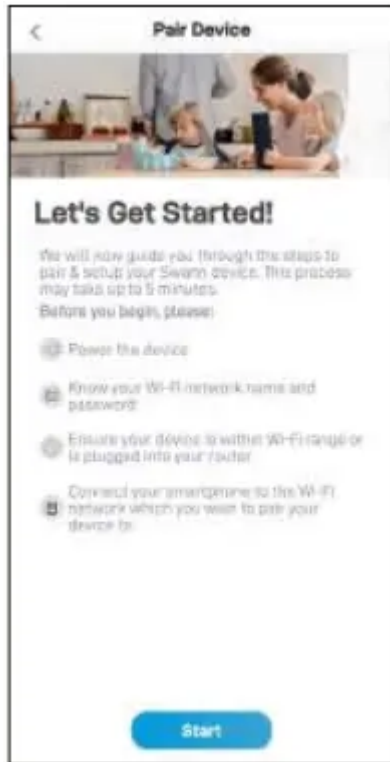 Pair Device
Let's Get Started!
We will now guide you through the steps to
pair & setup your Swann device. This process
may take up to 5 minutes.
Before you begin, please:
Power the device
Know your Wi-Fi network name and
password
Ensure your device is within Wi-Fi range or
is plugged into your router
Connect your smartphone to the Wi-Fi
network which you want to pair your
device to
Start